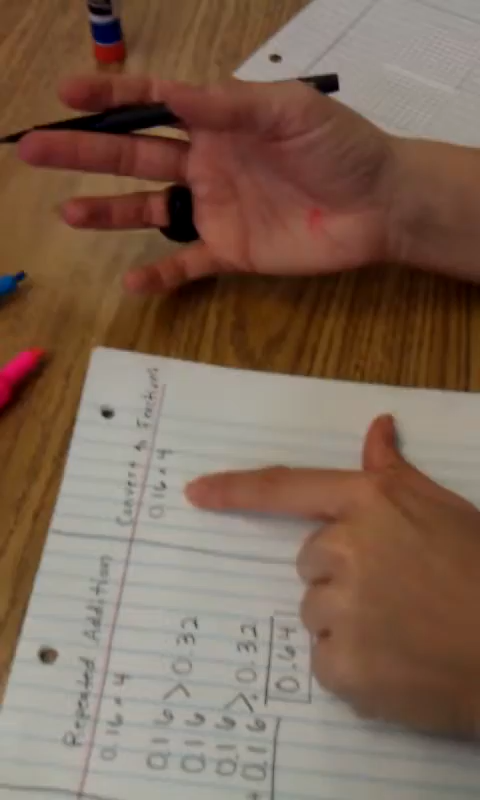 Repeated Addition
0.16 × 4
0.16
0.16 > 0.32
0.16
+ 0.16 > 0.32
0.64
Convert to Fractions
0.16 × 4